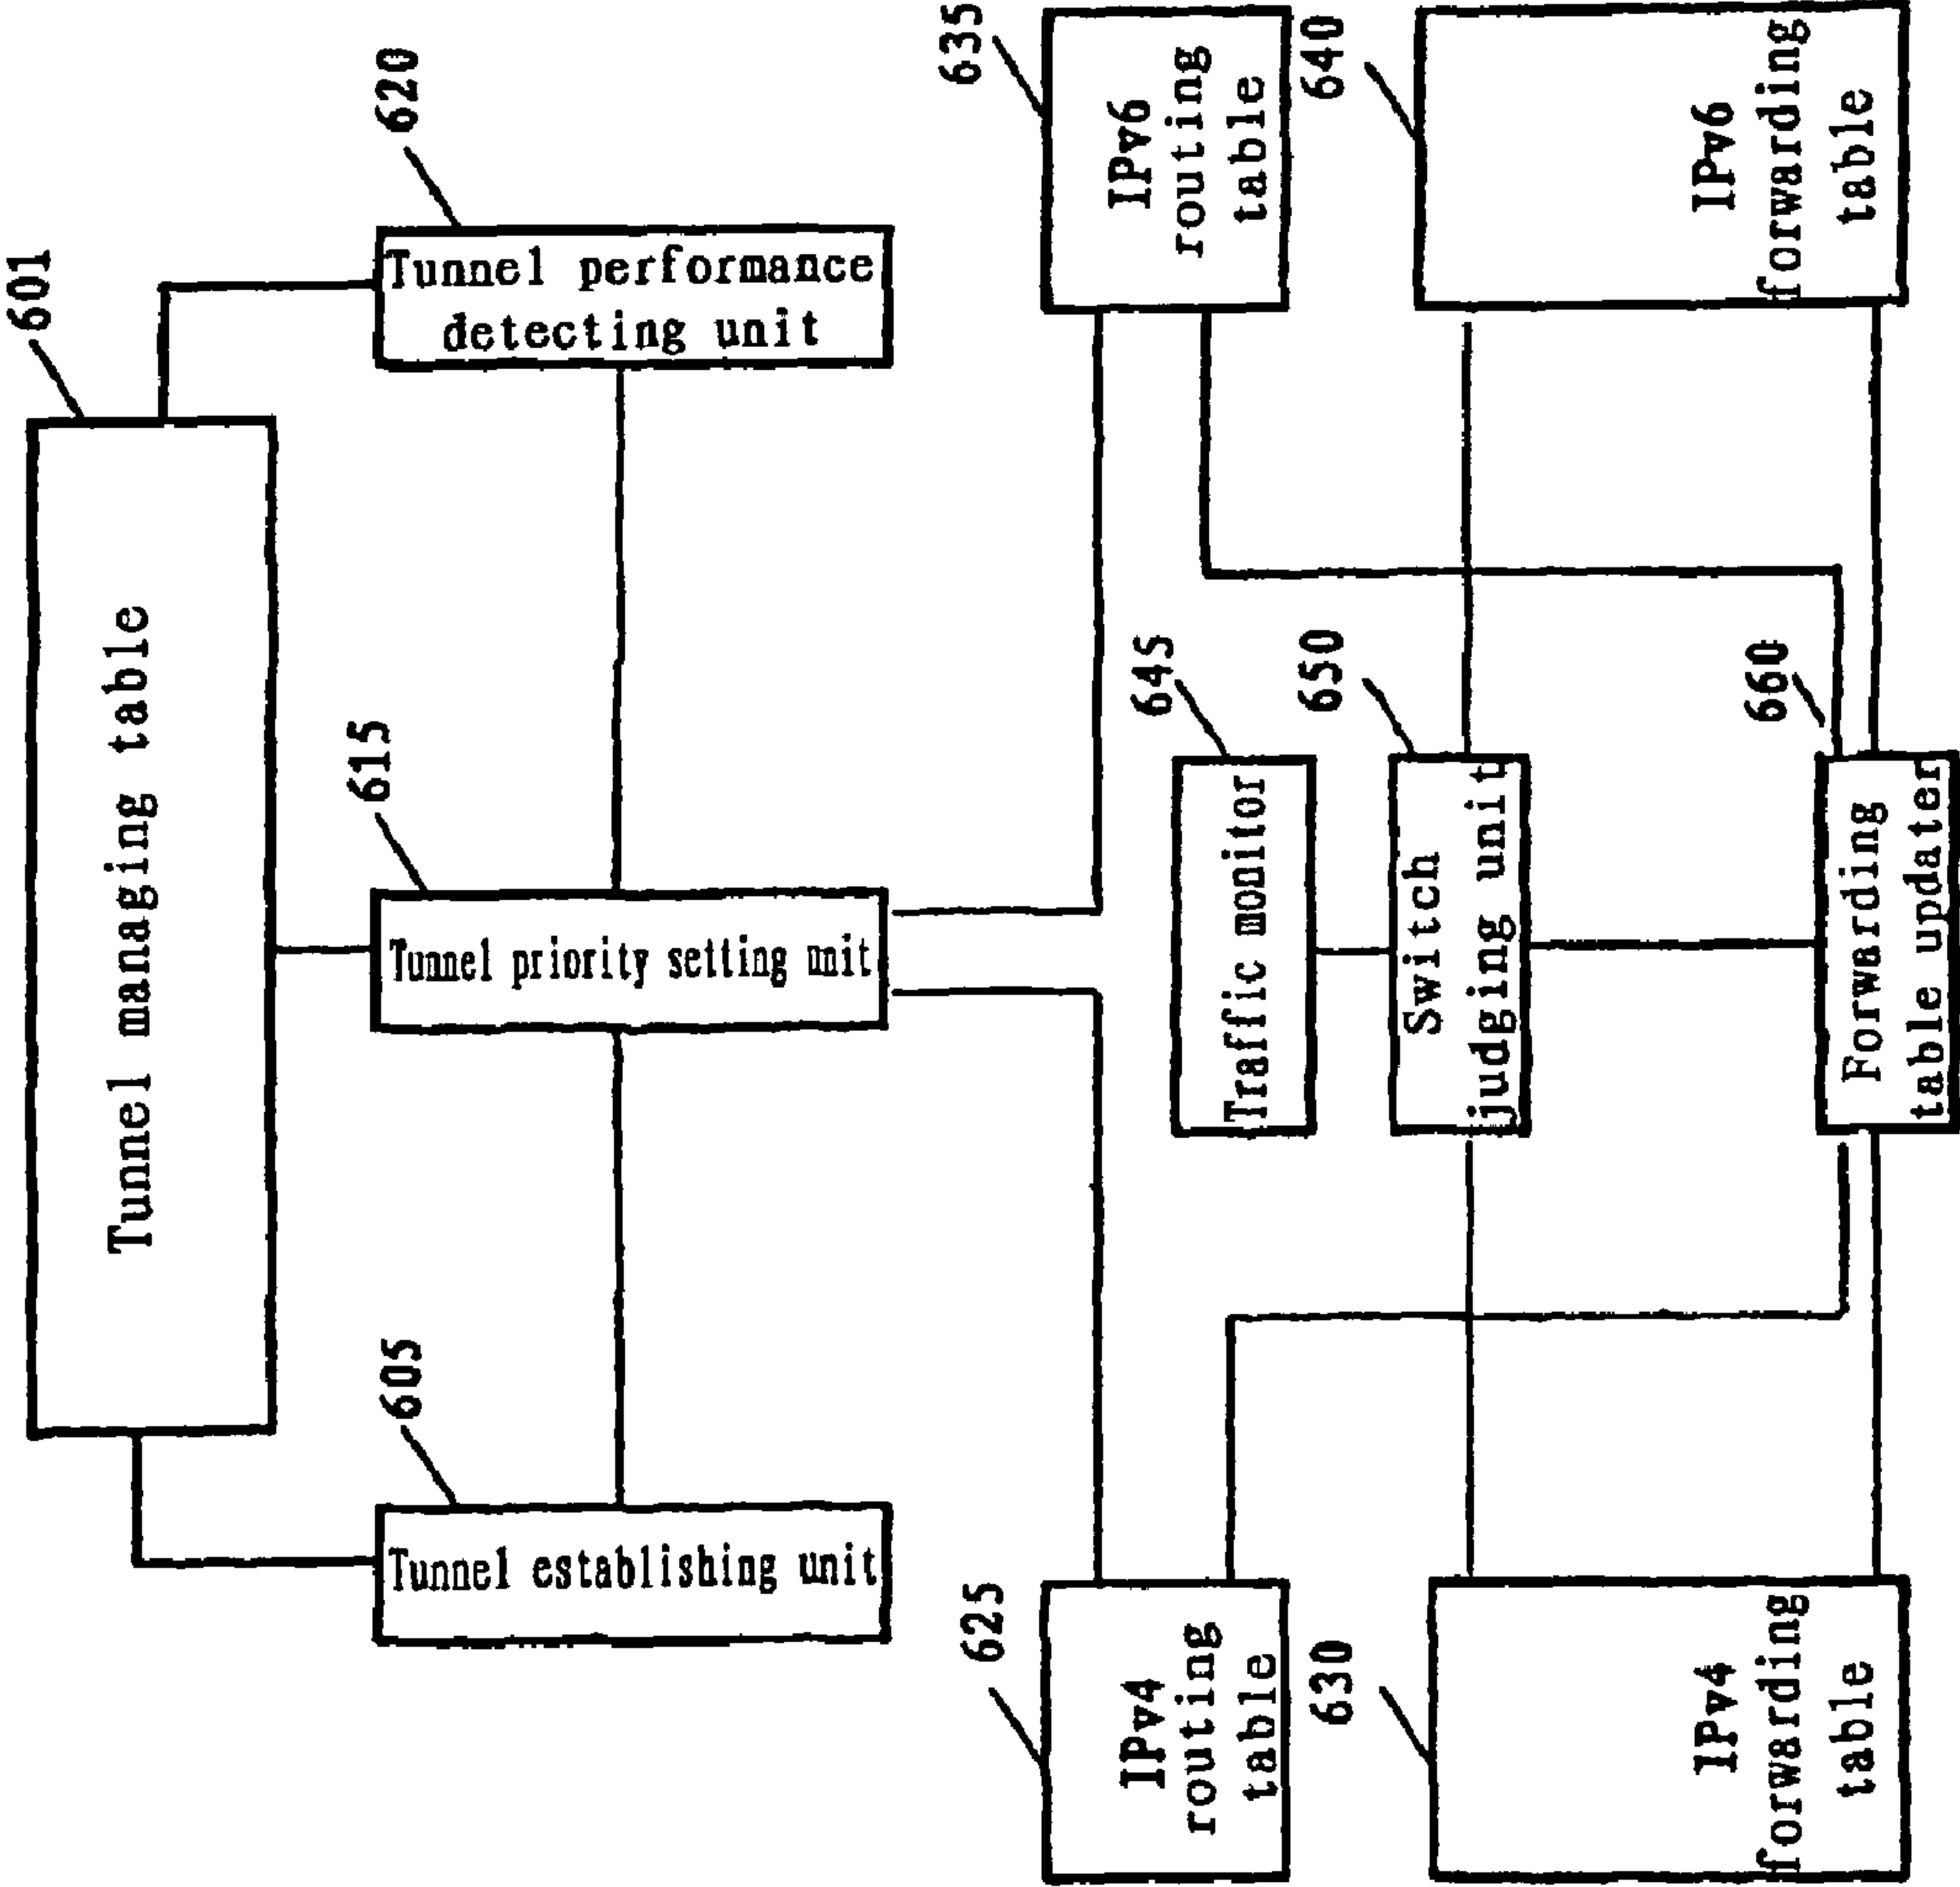 601
Tunnel managing table
605
Tunnel establishing unit
615
Tunnel priority setting unit
620
Tunnel performance
detecting unit
625
IPv4
routing
table
635
IPv6
routing
table
645
Traffic monitor
630
IPv4
forwarding
table
650
Switch
judging unit
640
IPv6
forwarding
table
660
Forwarding
table updater